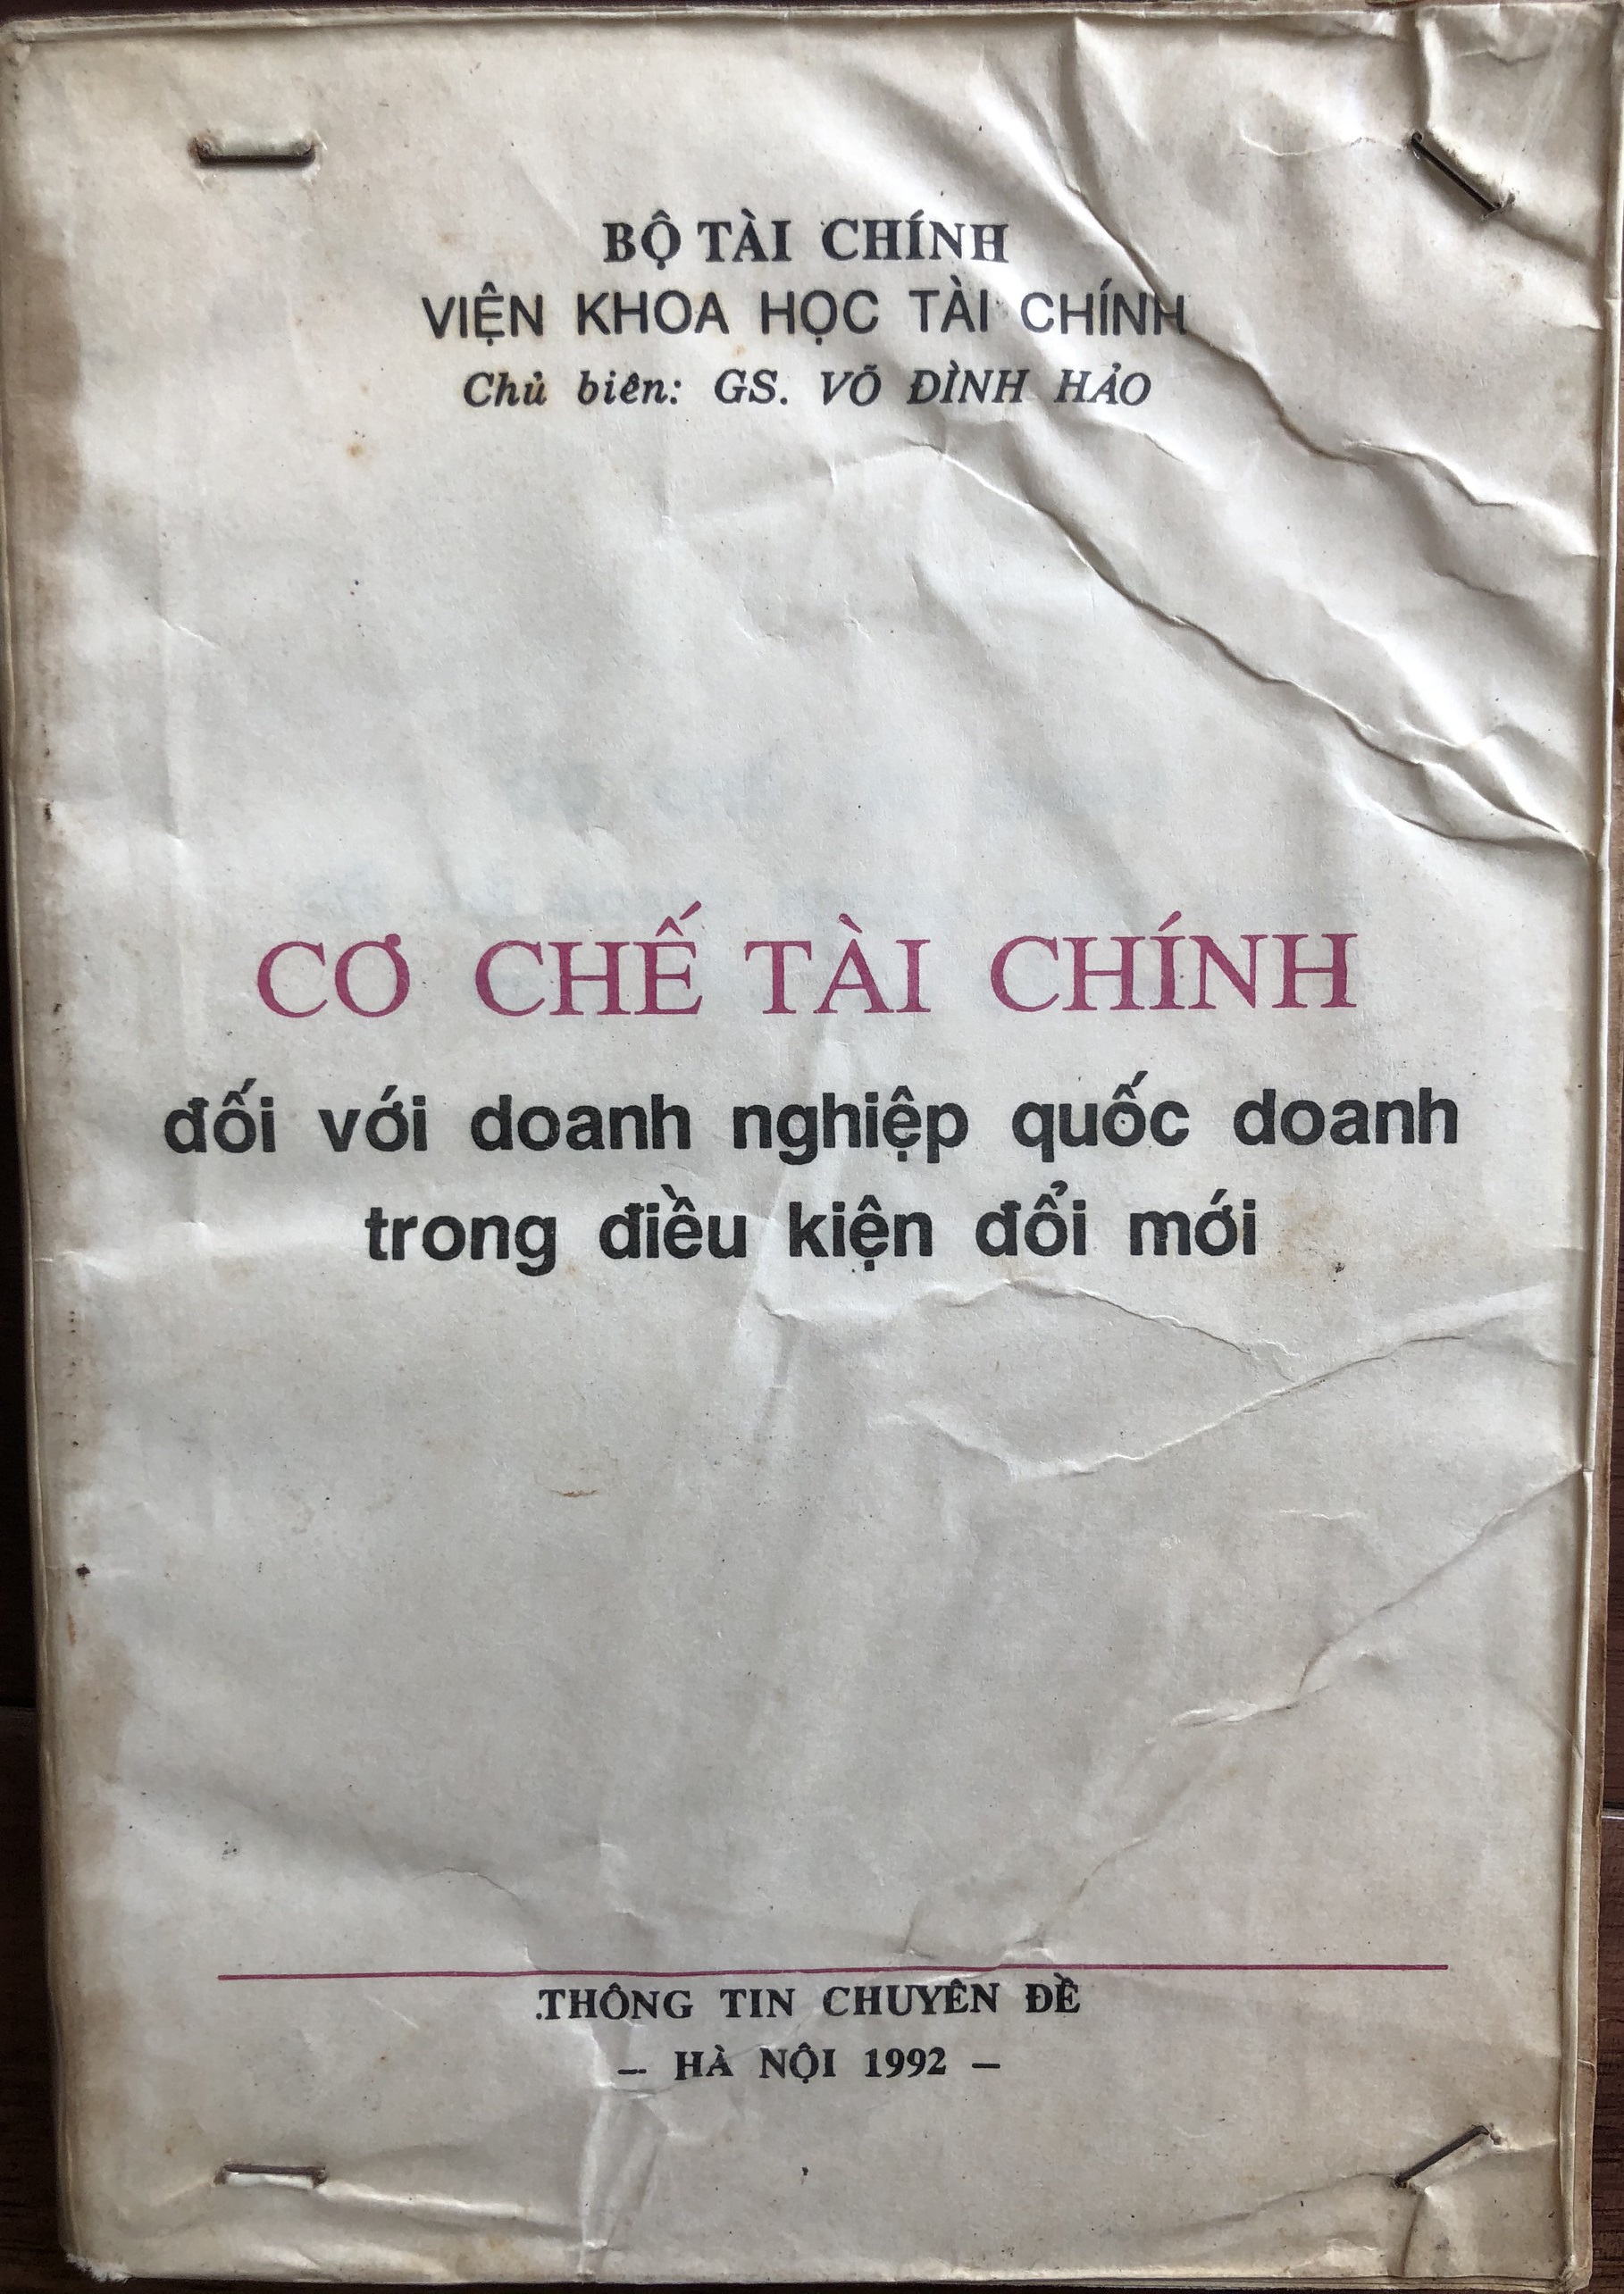 BỘ TÀI CHÍNH
VIỆN KHOA HỌC TÀI CHÍNH
Chủ biên: GS. VÕ ĐÌNH HẢO
CƠ CHẾ TÀI CHÍNH
đối với doanh nghiệp quốc doanh
trong điều kiện đổi mới
THÔNG TIN CHUYÊN ĐỀ
– HÀ NỘI 1992 –